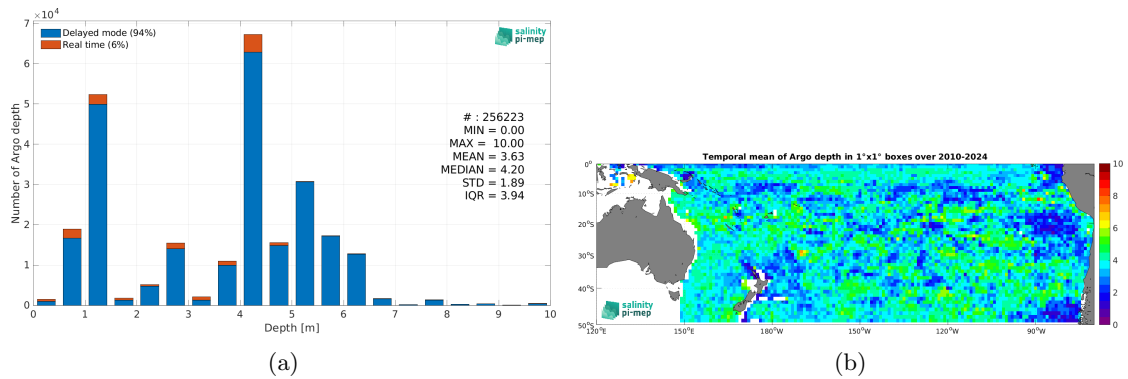 ×10⁴
7
6
5
4
3
2
1
0
Number of Argo depth
Delayed mode (94%)
Real time (6%)
salinity
pi-mep
# : 256223
MIN = 0.00
MAX = 10.00
MEAN = 3.63
MEDIAN = 4.20
STD = 1.89
IQR = 3.94
0 1 2 3 4 5 6 7 8 9 10
Depth [m]
(a)
Temporal mean of Argo depth in 1°x1° boxes over 2010-2024
0°
10°S
20°S
30°S
40°S
50°S
120°E 150°E 180°W 150°W 120°W 90°W
salinity
pi-mep
10
8
6
4
2
0
(b)